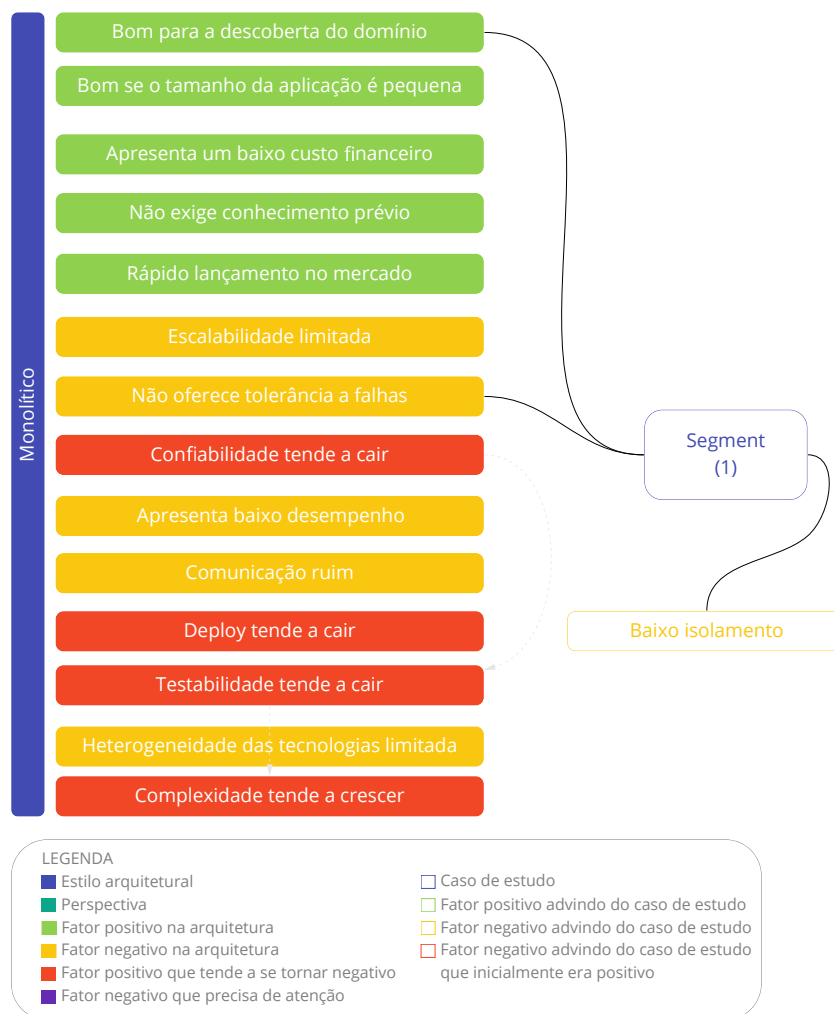 Monolítico
Bom para a descoberta do domínio
Bom se o tamanho da aplicação é pequena
Apresenta um baixo custo financeiro
Não exige conhecimento prévio
Rápido lançamento no mercado
Escalabilidade limitada
Não oferece tolerância a falhas
Confiabilidade tende a cair
Apresenta baixo desempenho
Comunicação ruim
Deploy tende a cair
Testabilidade tende a cair
Heterogeneidade das tecnologias limitada
Complexidade tende a crescer
Segment
(1)
Baixo isolamento
LEGENDA
Estilo arquitetural
Perspectiva
Fator positivo na arquitetura
Fator negativo na arquitetura
Fator positivo que tende a se tornar negativo
Fator negativo que precisa de atenção
Caso de estudo
Fator positivo advindo do caso de estudo
Fator negativo advindo do caso de estudo
Fator negativo advindo do caso de estudo
que inicialmente era positivo